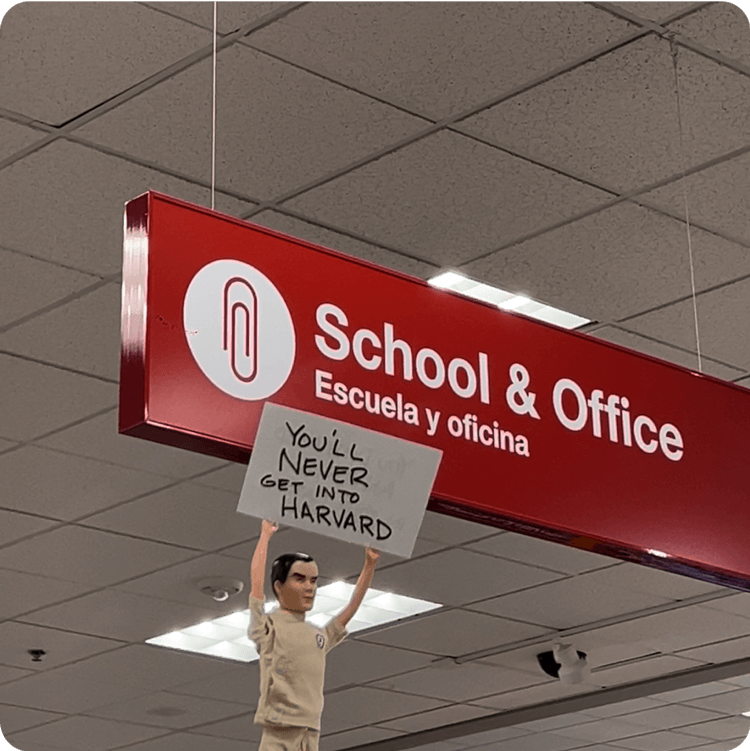 School & Office
Escuela y oficina
YOU'LL
NEVER
GET INTO
HARVARD